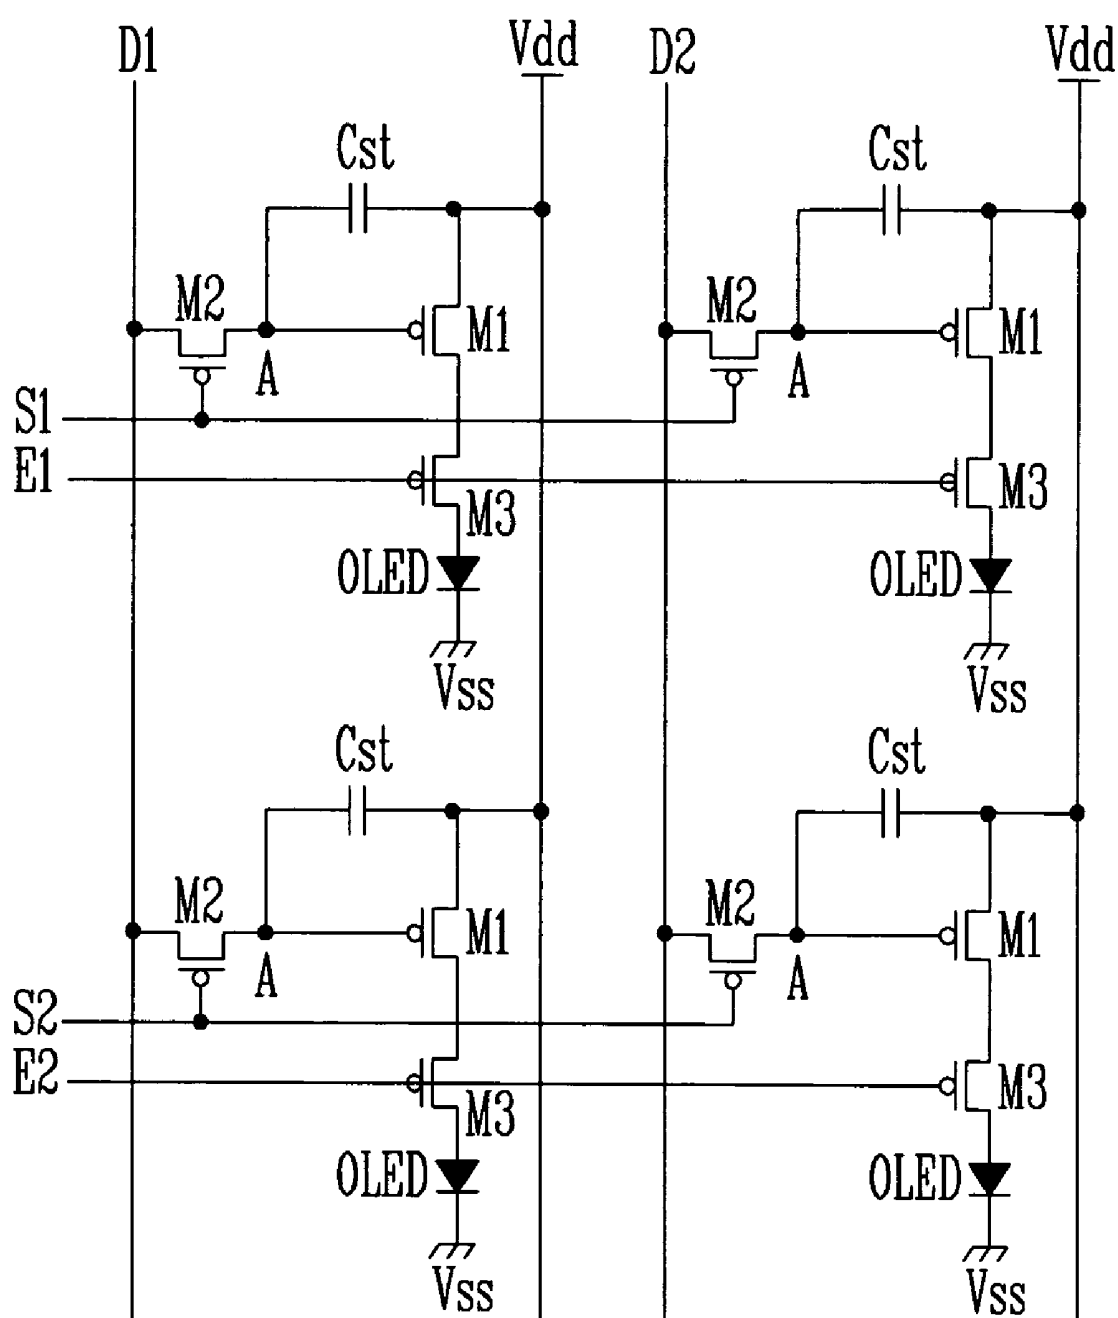 D1 Vdd D2 Vdd
Cst Cst
M2 M1 M2 M1
A A
S1
E1
M3 M3
OLED OLED
Vss Vss
Cst Cst
M2 M1 M2 M1
A A
S2
E2
M3 M3
OLED OLED
Vss Vss